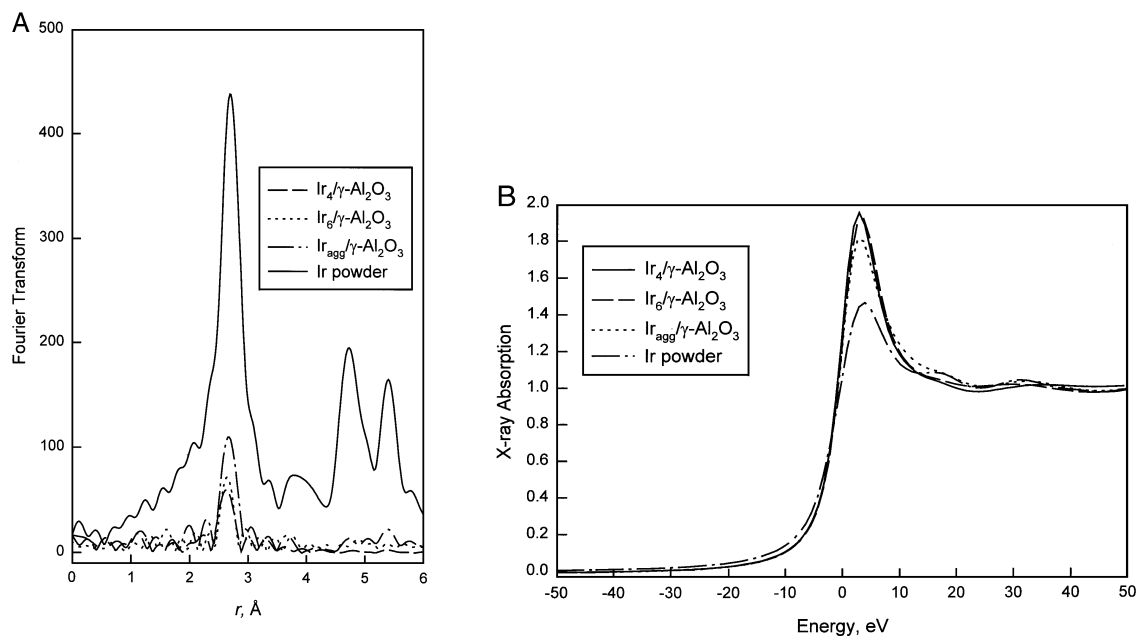 A
500
400
300
200
100
0
Fourier Transform
Ir₄/γ-Al₂O₃
Ir₆/γ-Al₂O₃
Irₐgg/γ-Al₂O₃
Ir powder
0 1 2 3 4 5 6
r, Å
B
2.0
1.8
1.6
1.4
1.2
1.0
0.8
0.6
0.4
0.2
0.0
X-ray Absorption
Ir₄/γ-Al₂O₃
Ir₆/γ-Al₂O₃
Irₐgg/γ-Al₂O₃
Ir powder
-50 -40 -30 -20 -10 0 10 20 30 40 50
Energy, eV